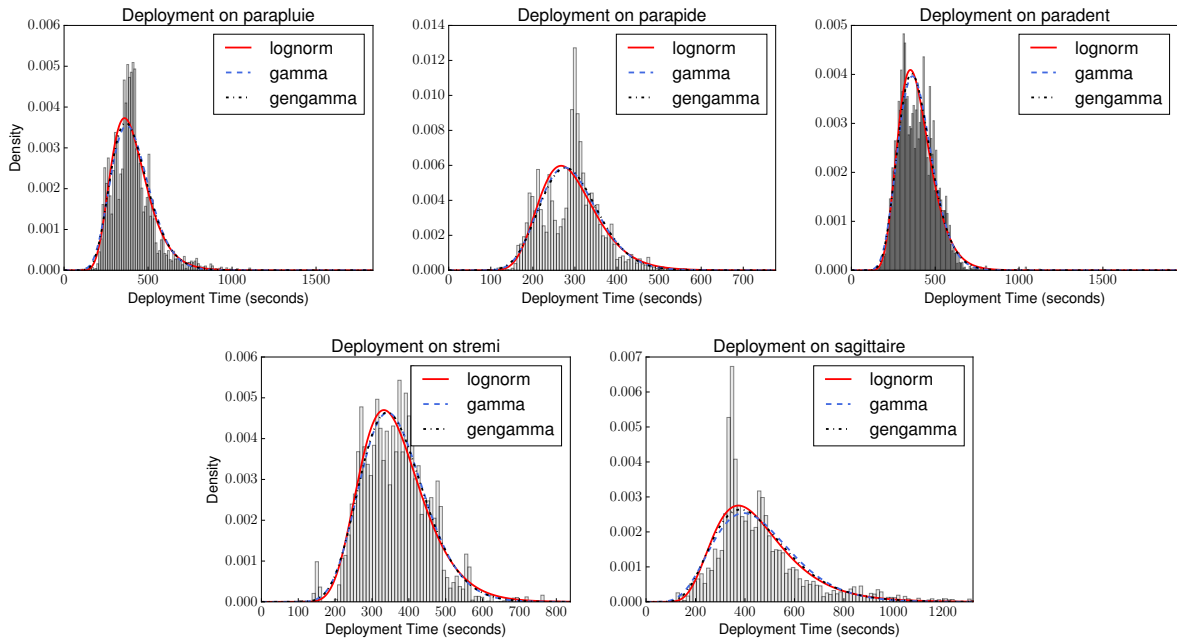 Deployment on parapluie
0.006
0.005
0.004
0.003
0.002
0.001
0.000
Density
0
500
1000
1500
Deployment Time (seconds)
lognorm
gamma
gengamma
Deployment on parapide
0.014
0.012
0.010
0.008
0.006
0.004
0.002
0.000
0
100
200
300
400
500
600
700
Deployment Time (seconds)
lognorm
gamma
gengamma
Deployment on paradent
0.005
0.004
0.003
0.002
0.001
0.000
0
500
1000
1500
Deployment Time (seconds)
lognorm
gamma
gengamma
Deployment on stremi
0.006
0.005
0.004
0.003
0.002
0.001
0.000
Density
0
100
200
300
400
500
600
700
800
Deployment Time (seconds)
lognorm
gamma
gengamma
Deployment on sagittaire
0.007
0.006
0.005
0.004
0.003
0.002
0.001
0.000
200
400
600
800
1000
1200
Deployment Time (seconds)
lognorm
gamma
gengamma